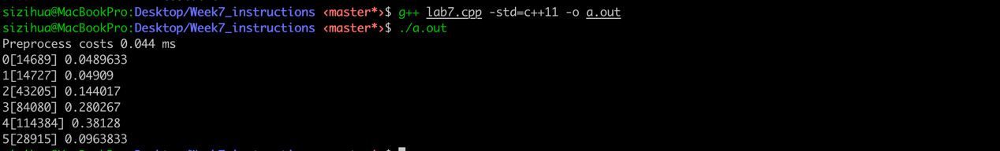 sizihua@MacBookPro:Desktop/Week7_instructions ‹master*›$ g++ lab7.cpp -std=c++11 -o a.out
sizihua@MacBookPro:Desktop/Week7_instructions ‹master*›$ ./a.out
Preprocess costs 0.044 ms
0[14689] 0.0489633
1[14727] 0.04909
2[43205] 0.144017
3[84080] 0.280267
4[114384] 0.38128
5[28915] 0.0963833